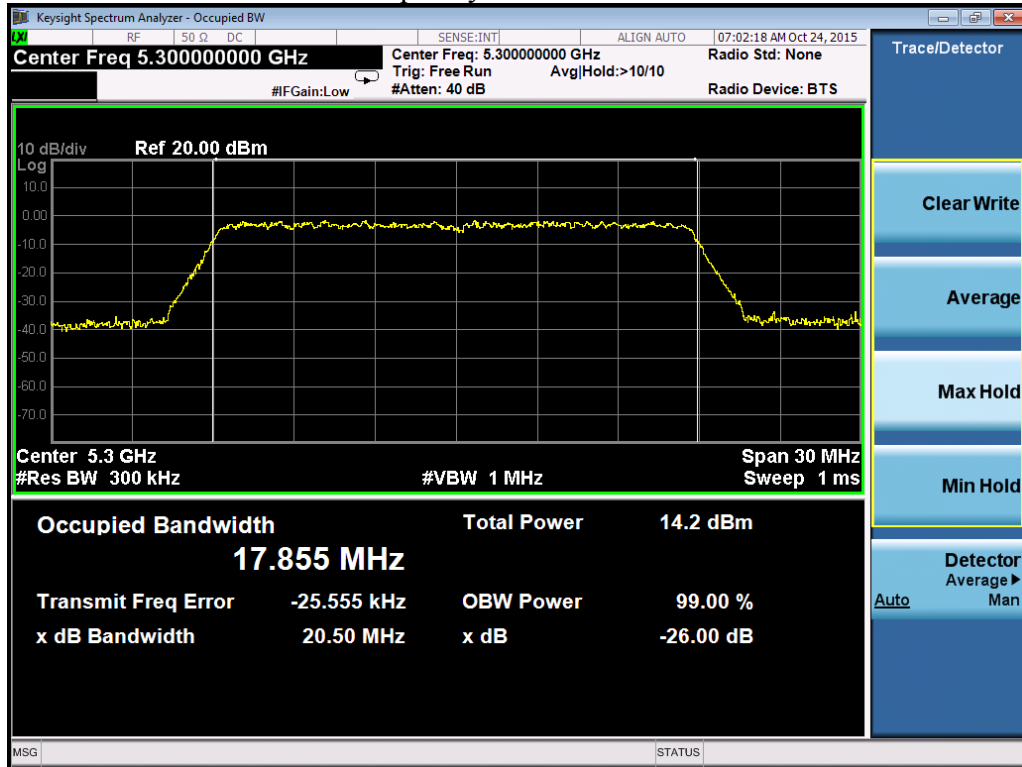 Keysight Spectrum Analyzer - Occupied BW
LXI RF 50 Ω DC SENSE:INT ALIGN AUTO 07:02:18 AM Oct 24, 2015
Center Freq 5.300000000 GHz
Center Freq: 5.300000000 GHz
Radio Std: None
Trig: Free Run Avg|Hold:>10/10
#IFGain:Low
#Atten: 40 dB
Radio Device: BTS
10 dB/div Ref 20.00 dBm
Log
10.0
0.00
-10.0
-20.0
-30.0
-40.0
-50.0
-60.0
-70.0
Center 5.3 GHz Span 30 MHz
#Res BW 300 kHz #VBW 1 MHz Sweep 1 ms
Occupied Bandwidth Total Power 14.2 dBm
17.855 MHz
Transmit Freq Error -25.555 kHz OBW Power 99.00 %
x dB Bandwidth 20.50 MHz x dB -26.00 dB
MSG STATUS
Trace/Detector
Clear Write
Average
Max Hold
Min Hold
Detector
Average▶
Auto Man